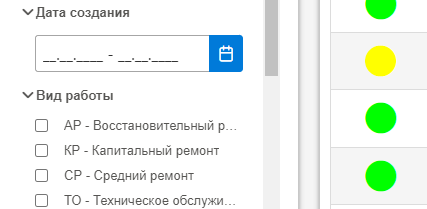 Дата создания
__.__.____ - __.__.____
Вид работы
АР - Восстановительный р...
КР - Капитальный ремонт
СР - Средний ремонт
ТО - Техническое обслужи...